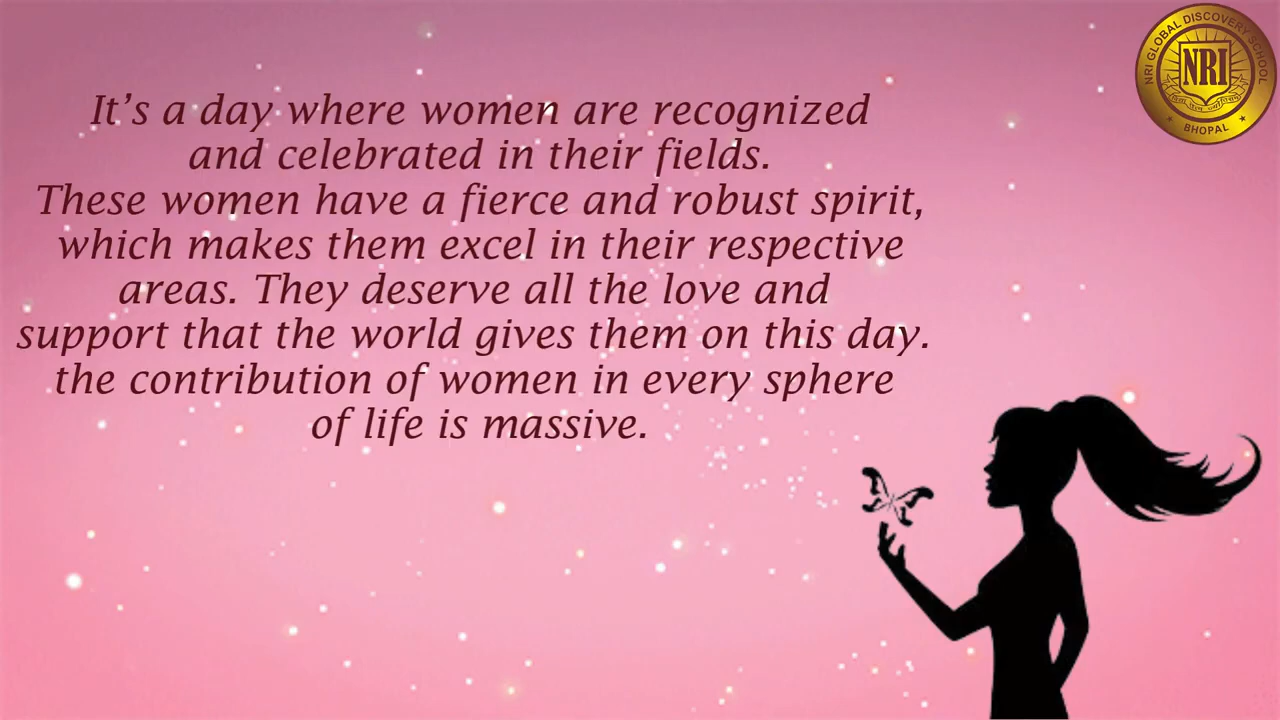 It's a day where women are recognized
and celebrated in their fields.
These women have a fierce and robust spirit,
which makes them excel in their respective
areas. They deserve all the love and
support that the world gives them on this day.
the contribution of women in every sphere
of life is massive.
NRI GLOBAL DISCOVERY SCHOOL
NRI
BHOPAL